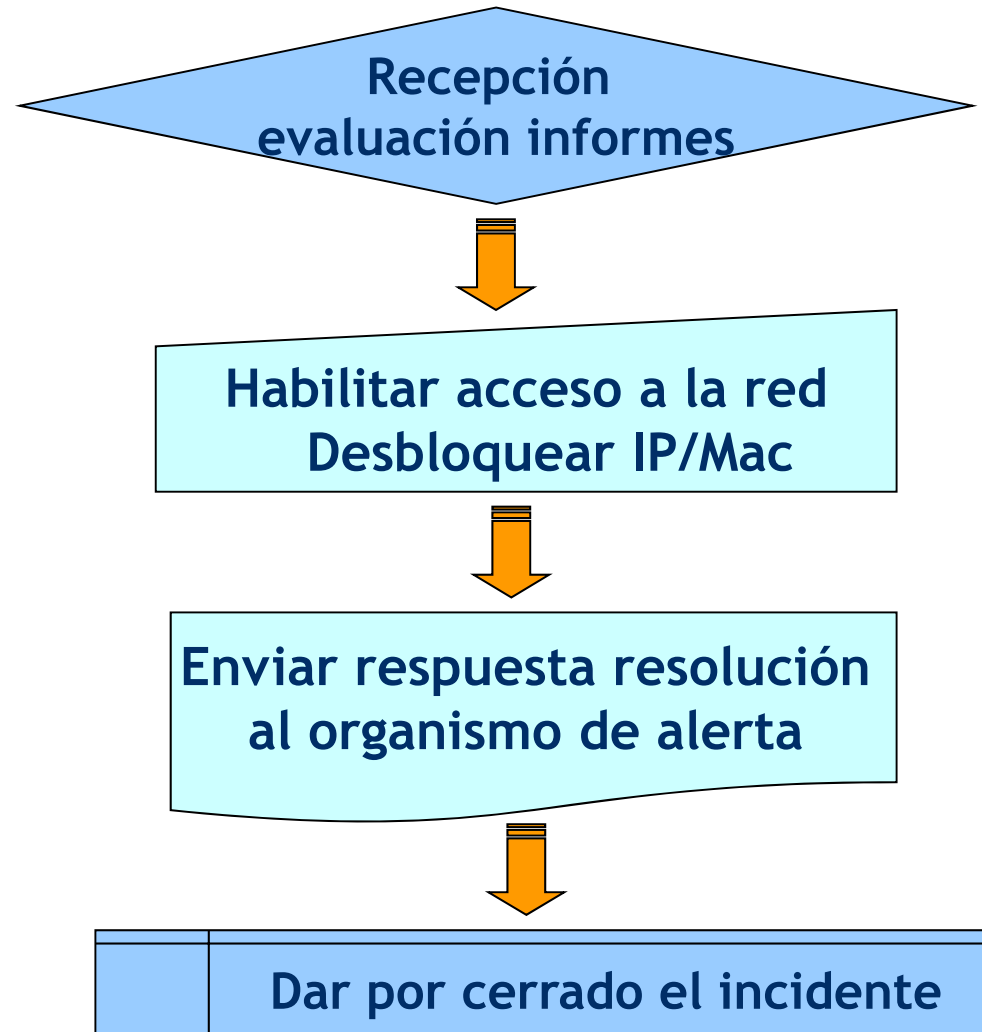 Recepción
evaluación informes
Habilitar acceso a la red
Desbloquear IP/Mac
Enviar respuesta resolución
al organismo de alerta
Dar por cerrado el incidente